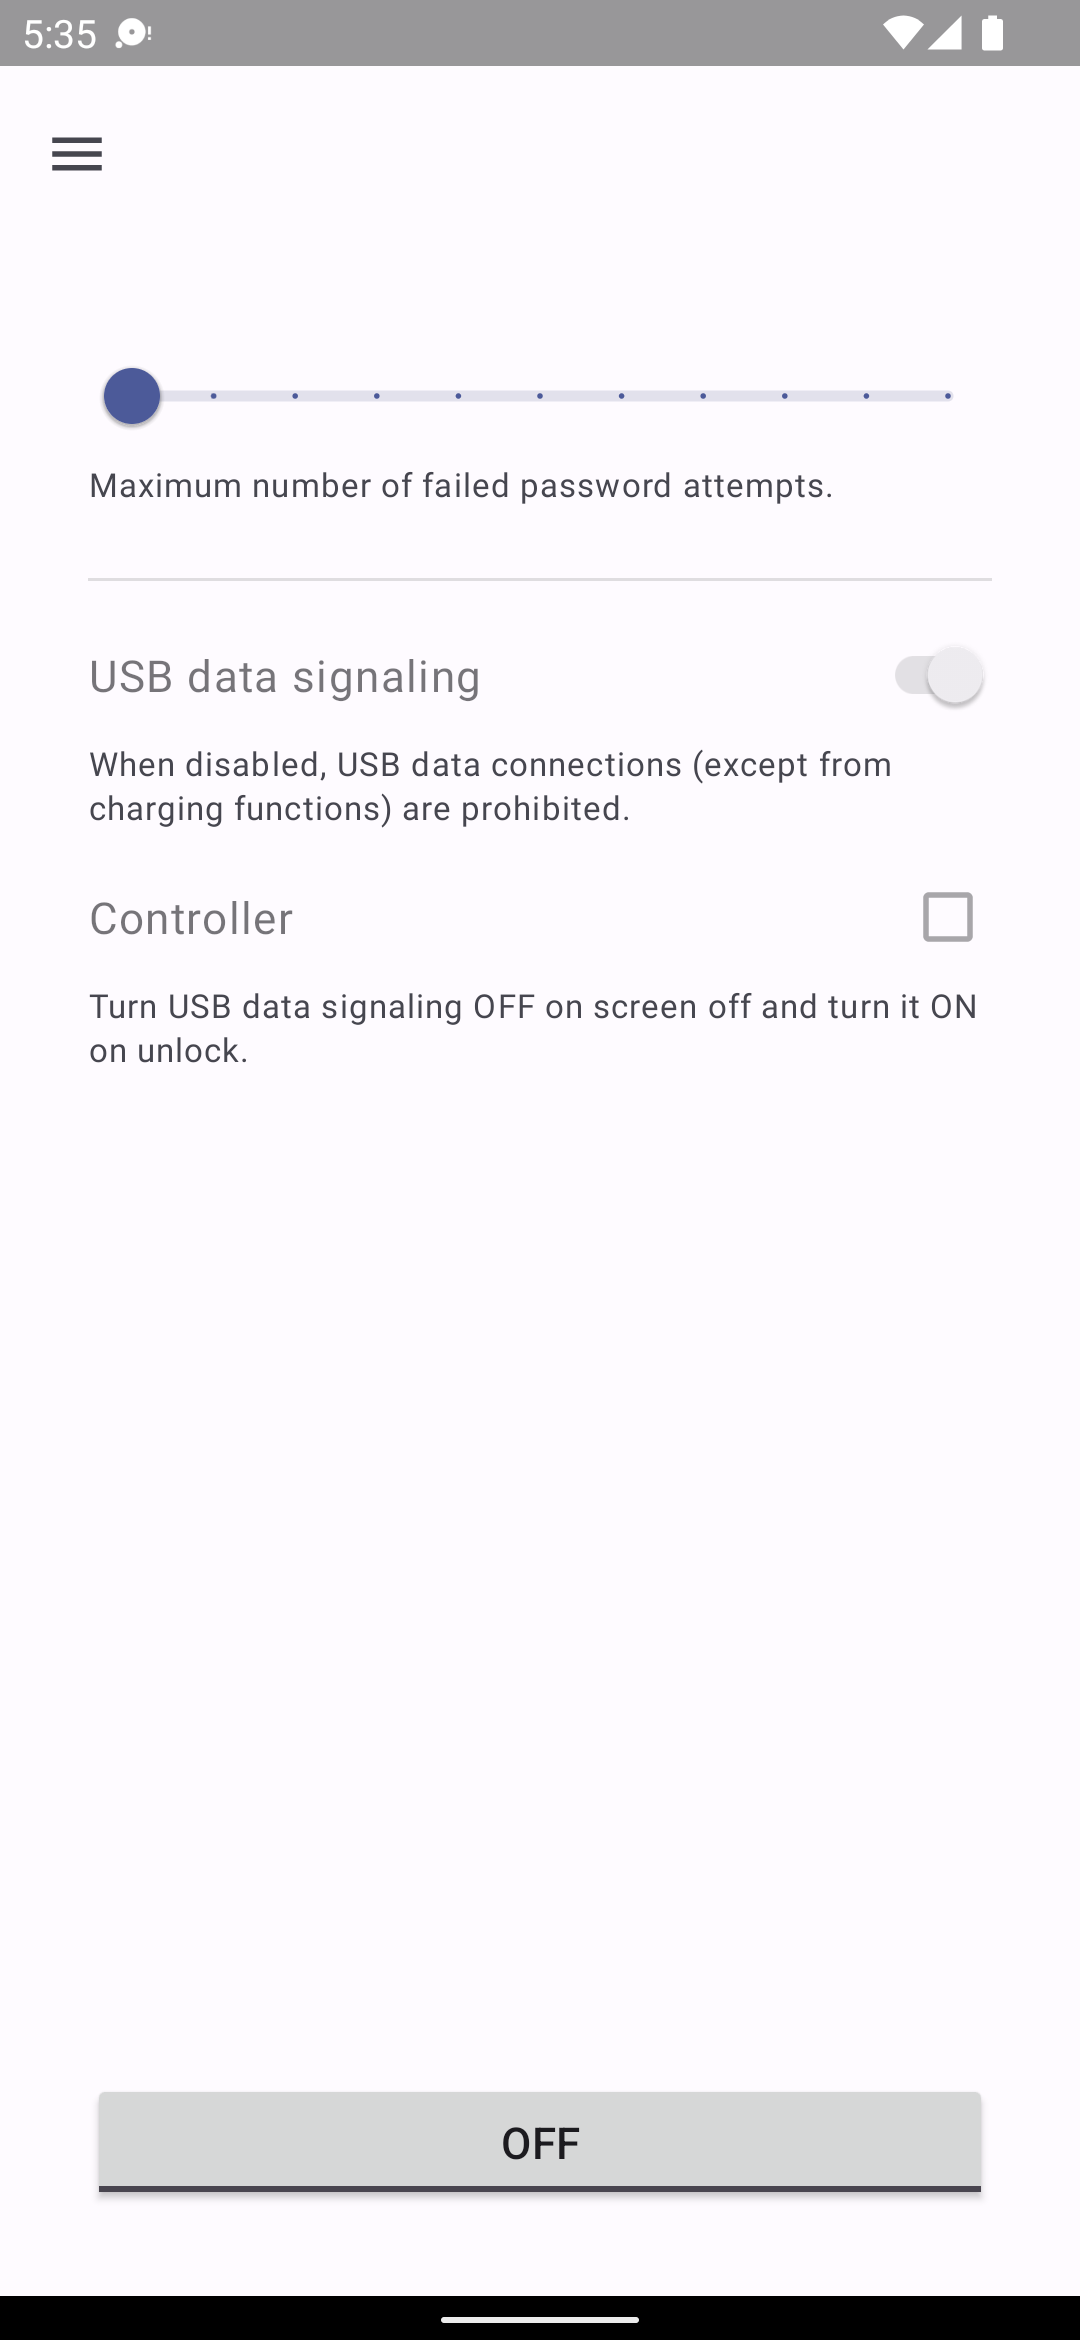 5:35
Maximum number of failed password attempts.
USB data signaling
When disabled, USB data connections (except from
charging functions) are prohibited.
Controller
Turn USB data signaling OFF on screen off and turn it ON
on unlock.
OFF